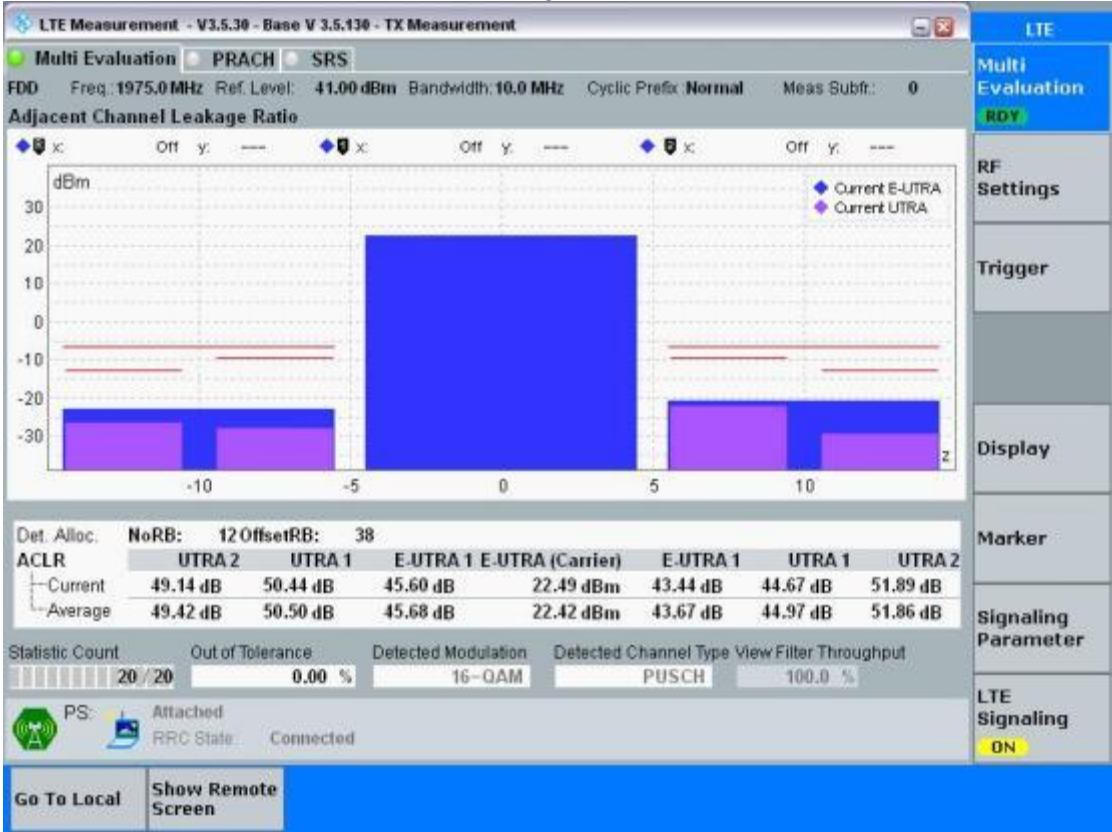 LTE Measurement - V3.5.30 - Base V 3.5.130 - TX Measurement
LTE
Multi Evaluation PRACH SRS
Multi Evaluation
RDY
FDD Freq.:1975.0 MHz Ref. Level: 41.00 dBm Bandwidth:10.0 MHz Cyclic Prefix :Normal Meas Subfr.: 0
Adjacent Channel Leakage Ratio
x: Off y: --- x: Off y: --- x: Off y: ---
dBm
Current E-UTRA
Current UTRA
30
20
10
0
-10
-20
-30
z
-10 -5 0 5 10
RF
Settings
Trigger
Display
Marker
Signaling
Parameter
LTE
Signaling
ON
Det. Alloc. NoRB: 12 OffsetRB: 38
ACLR UTRA 2 UTRA 1 E-UTRA 1 E-UTRA (Carrier) E-UTRA 1 UTRA 1 UTRA 2
Current 49.14 dB 50.44 dB 45.60 dB 22.49 dBm 43.44 dB 44.67 dB 51.89 dB
Average 49.42 dB 50.50 dB 45.68 dB 22.42 dBm 43.67 dB 44.97 dB 51.86 dB
Statistic Count Out of Tolerance Detected Modulation Detected Channel Type View Filter Throughput
20 / 20 0.00 % 16-QAM PUSCH 100.0 %
PS: Attached
RRC State: Connected
Go To Local
Show Remote
Screen